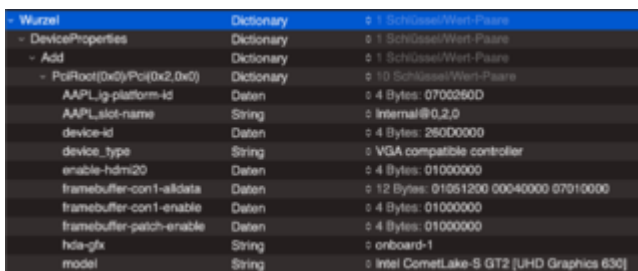 Wurzel Dictionary 1 Schlüssel/Wert-Paare
DeviceProperties Dictionary 1 Schlüssel/Wert-Paare
Add Dictionary 1 Schlüssel/Wert-Paare
PciRoot(0x0)/Pci(0x2,0x0) Dictionary 10 Schlüssel/Wert-Paare
AAPL,ig-platform-id Daten 4 Bytes: 0700260D
AAPL,slot-name String Internal@0,2,0
device-id Daten 4 Bytes: 260D0000
device_type String VGA compatible controller
enable-hdmi20 Daten 4 Bytes: 01000000
framebuffer-con1-alldata Daten 12 Bytes: 01051200 00040000 07010000
framebuffer-con1-enable Daten 4 Bytes: 01000000
framebuffer-patch-enable Daten 4 Bytes: 01000000
hda-gfx String onboard-1
model String Intel CometLake-S GT2 [UHD Graphics 630]